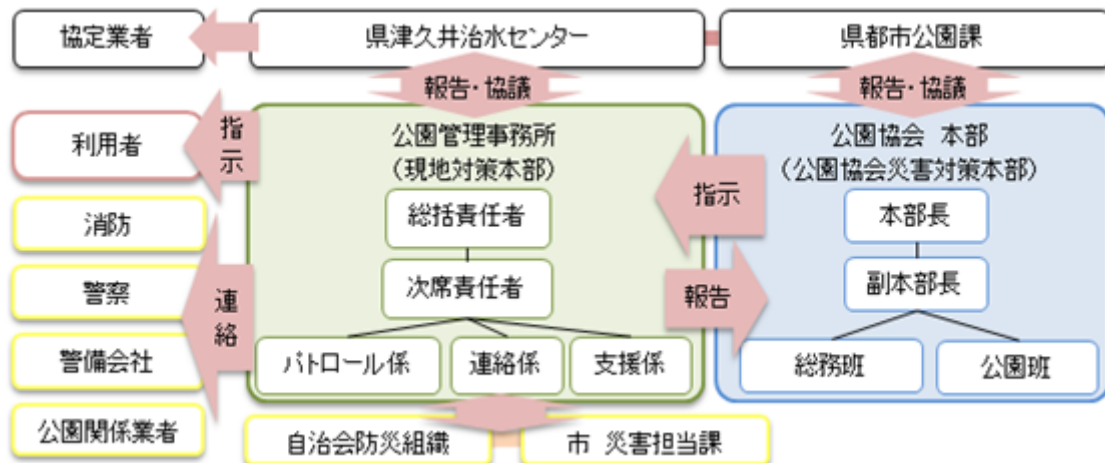 協定業者
県津久井治水センター
県都市公園課
報告・協議
報告・協議
利用者
指示
公園管理事務所
（現地対策本部）
公園協会 本部
（公園協会災害対策本部）
消防
総括責任者
指示
本部長
警察
連絡
次席責任者
報告
副本部長
警備会社
パトロール係
連絡係
支援係
総務班
公園班
公園関係業者
自治会防災組織
市 災害担当課